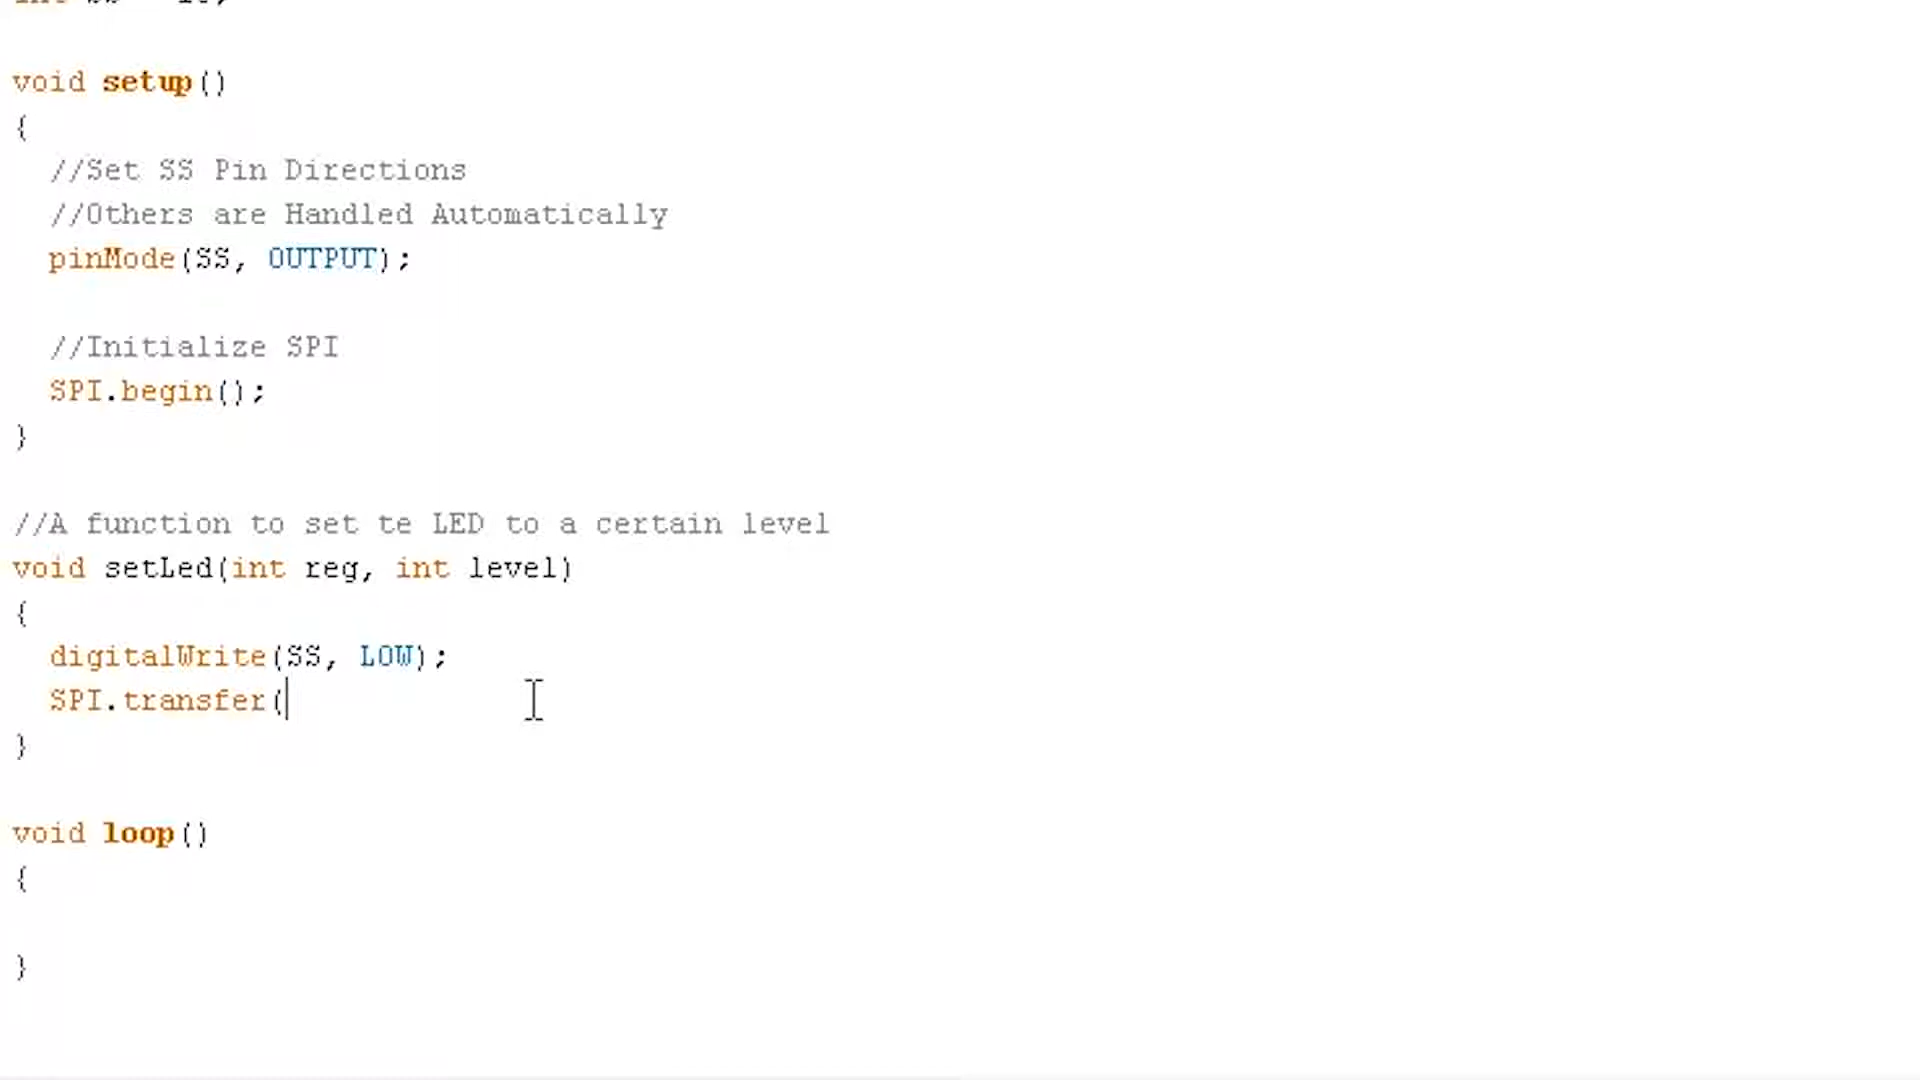 void setup()
{
//Set SS Pin Directions
//Others are Handled Automatically
pinMode(SS, OUTPUT);
//Initialize SPI
SPI.begin();
}
//A function to set te LED to a certain level
void setLed(int reg, int level)
{
digitalWrite(SS, LOW);
SPI.transfer(
}
void loop()
{
}